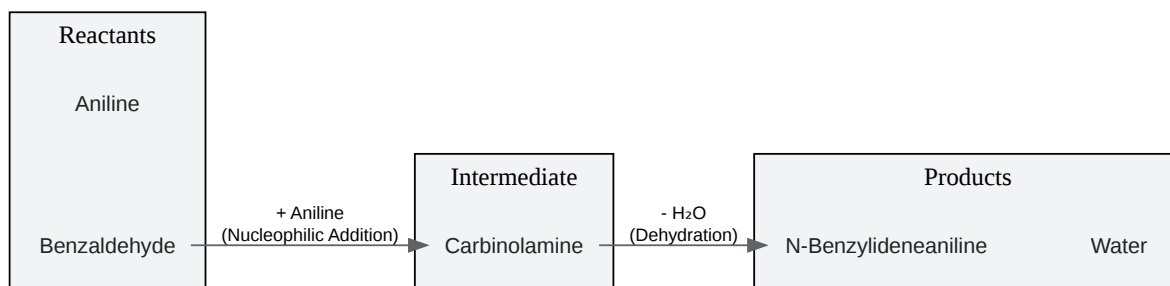 Reactants
Aniline
Benzaldehyde
+ Aniline
(Nucleophilic Addition)
Intermediate
Carbinolamine
- H₂O
(Dehydration)
Products
N-Benzylideneaniline
Water